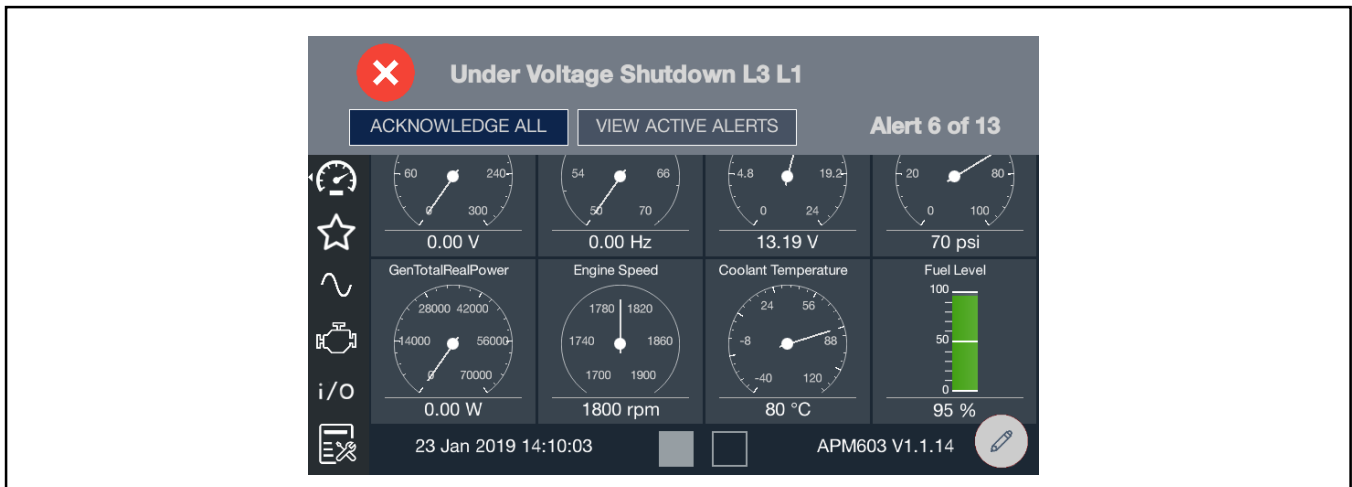 Under Voltage Shutdown L3 L1
ACKNOWLEDGE ALL VIEW ACTIVE ALERTS Alert 6 of 13
60 240 54 66 4.8 19.2 20 80
0 300 50 70 0 24 0 100
0.00 V 0.00 Hz 13.19 V 70 psi
GenTotalRealPower Engine Speed Coolant Temperature Fuel Level
100
28000 42000 1780 1820 24 56
14000 56000 1740 1860 -8 88 50
0 70000 1700 1900 -40 120
0
i/O
0.00 W 1800 rpm 80 °C 95 %
23 Jan 2019 14:10:03 APM603 V1.1.14